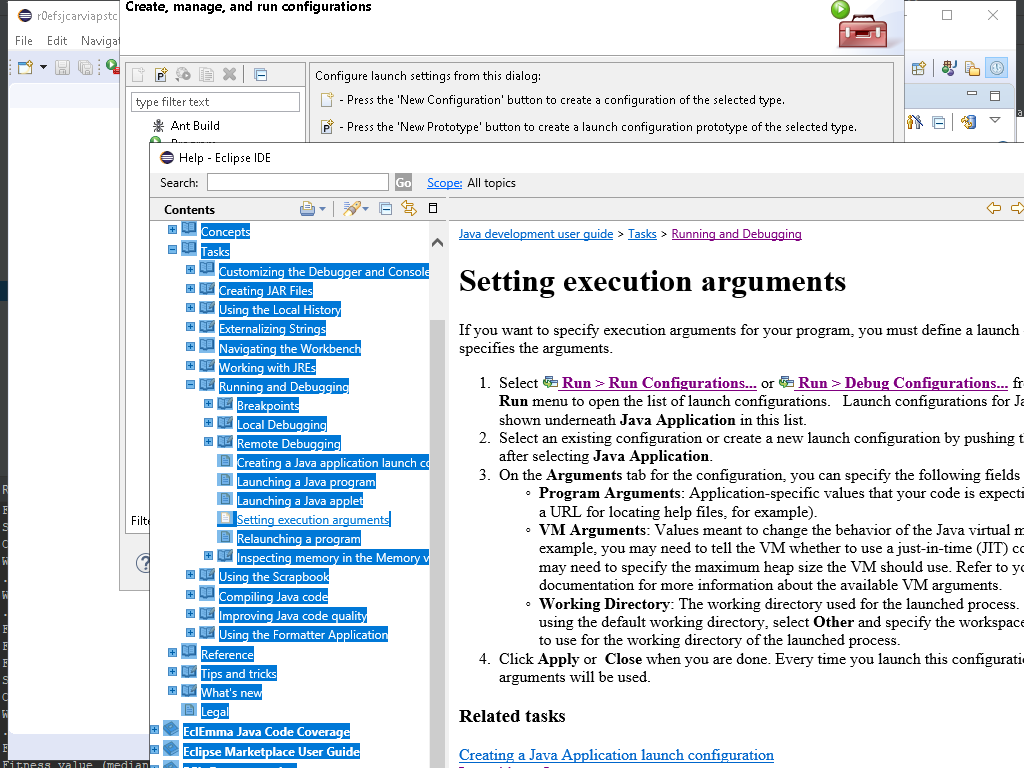 r0efsjcarviapstc
Create, manage, and run configurations
File Edit Navigat
Configure launch settings from this dialog:
type filter text
- Press the 'New Configuration' button to create a configuration of the selected type.
Ant Build
- Press the 'New Prototype' button to create a launch configuration prototype of the selected type.
Help - Eclipse IDE
Search:
Go
Scope: All topics
Contents
Concepts
Tasks
Customizing the Debugger and Console
Creating JAR Files
Using the Local History
Externalizing Strings
Navigating the Workbench
Working with JREs
Running and Debugging
Breakpoints
Local Debugging
Remote Debugging
Creating a Java application launch co
Launching a Java program
Launching a Java applet
Setting execution arguments
Relaunching a program
Inspecting memory in the Memory v
Using the Scrapbook
Compiling Java code
Improving Java code quality
Using the Formatter Application
Reference
Tips and tricks
What's new
Legal
EclEmma Java Code Coverage
Eclipse Marketplace User Guide
Java development user guide > Tasks > Running and Debugging
Setting execution arguments
If you want to specify execution arguments for your program, you must define a launch
specifies the arguments.
1. Select Run > Run Configurations... or Run > Debug Configurations... fr
Run menu to open the list of launch configurations. Launch configurations for Ja
shown underneath Java Application in this list.
2. Select an existing configuration or create a new launch configuration by pushing t
after selecting Java Application.
3. On the Arguments tab for the configuration, you can specify the following fields
◦ Program Arguments: Application-specific values that your code is expecti
a URL for locating help files, for example).
◦ VM Arguments: Values meant to change the behavior of the Java virtual m
example, you may need to tell the VM whether to use a just-in-time (JIT) co
may need to specify the maximum heap size the VM should use. Refer to yo
documentation for more information about the available VM arguments.
◦ Working Directory: The working directory used for the launched process.
using the default working directory, select Other and specify the workspace
to use for the working directory of the launched process.
4. Click Apply or Close when you are done. Every time you launch this configurati
arguments will be used.
Related tasks
Creating a Java Application launch configuration
Filte
Fitness value (median